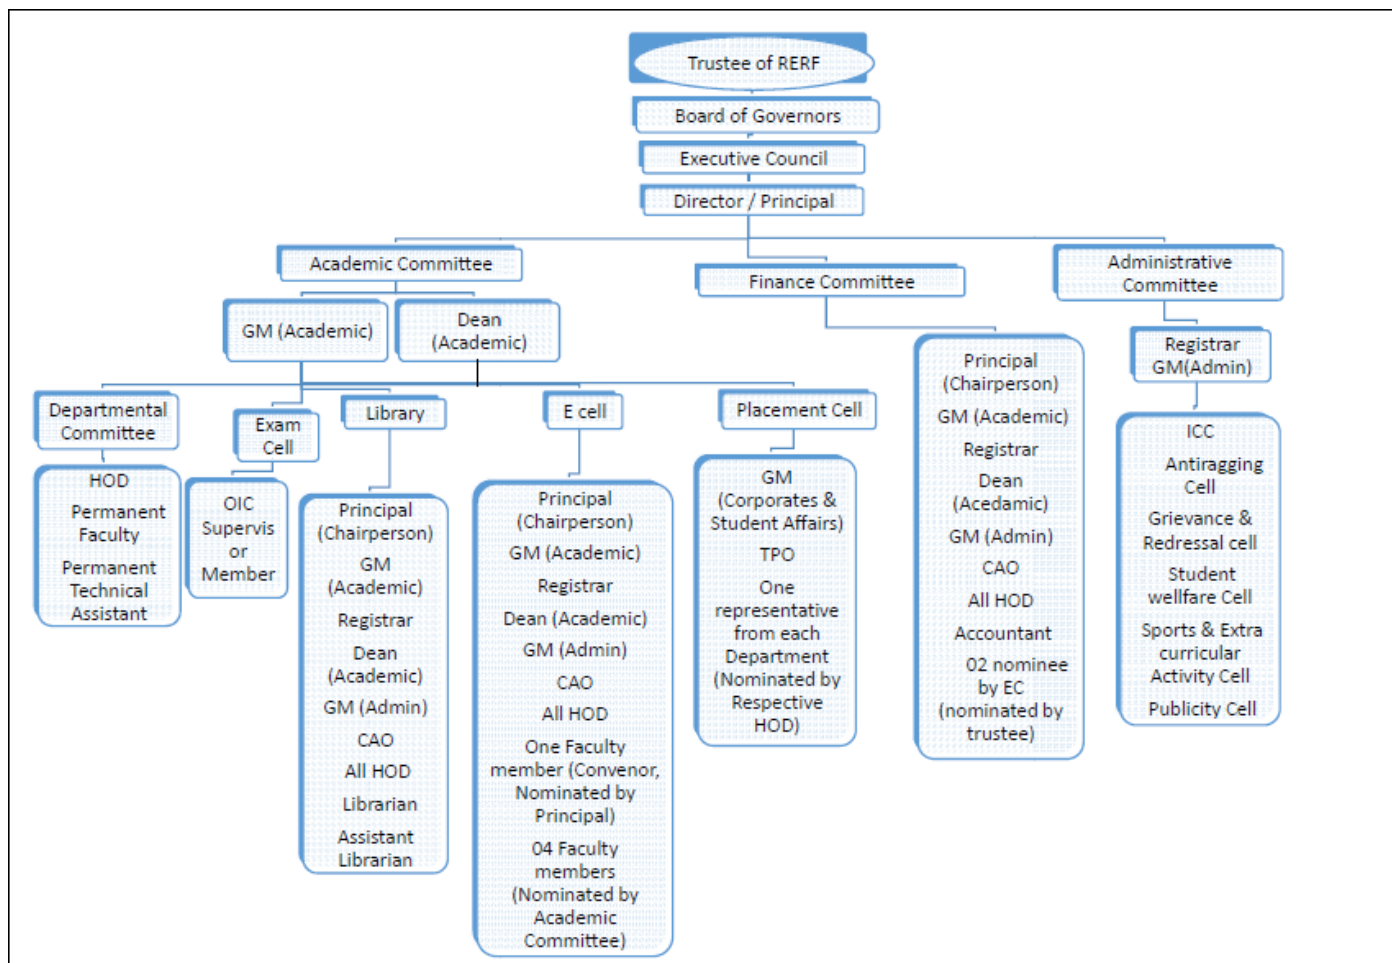 Trustee of RERF
Board of Governors
Executive Council
Director / Principal
Academic Committee
Finance Committee
Administrative
Committee
GM (Academic)
Dean
(Academic)
Registrar
GM(Admin)
Departmental
Committee
Exam
Cell
Library
E cell
Placement Cell
HOD
Permanent
Faculty
Permanent
Technical
Assistant
OIC
Supervis
or
Member
Principal
(Chairperson)
GM
(Academic)
Registrar
Dean
(Academic)
GM (Admin)
CAO
All HOD
Librarian
Assistant
Librarian
Principal
(Chairperson)
GM (Academic)
Registrar
Dean (Academic)
GM (Admin)
CAO
All HOD
One Faculty
member (Convenor,
Nominated by
Principal)
04 Faculty
members
(Nominated by
Academic
Committee)
GM
(Corporates &
Student Affairs)
TPO
One
representative
from each
Department
(Nominated by
Respective
HOD)
Principal
(Chairperson)
GM (Academic)
Registrar
Dean
(Acedamic)
GM (Admin)
CAO
All HOD
Accountant
02 nominee
by EC
(nominated by
trustee)
ICC
Antiragging
Cell
Grievance &
Redressal cell
Student
wellfare Cell
Sports & Extra
curricular
Activity Cell
Publicity Cell